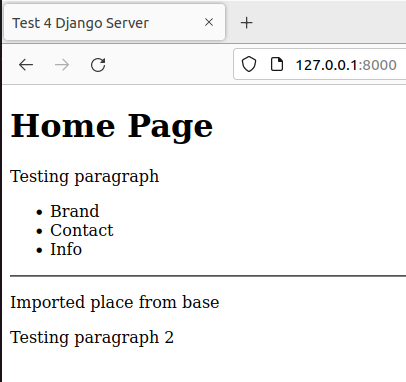 Test 4 Django Server
127.0.0.1:8000
Home Page
Testing paragraph
Brand
Contact
Info
Imported place from base
Testing paragraph 2